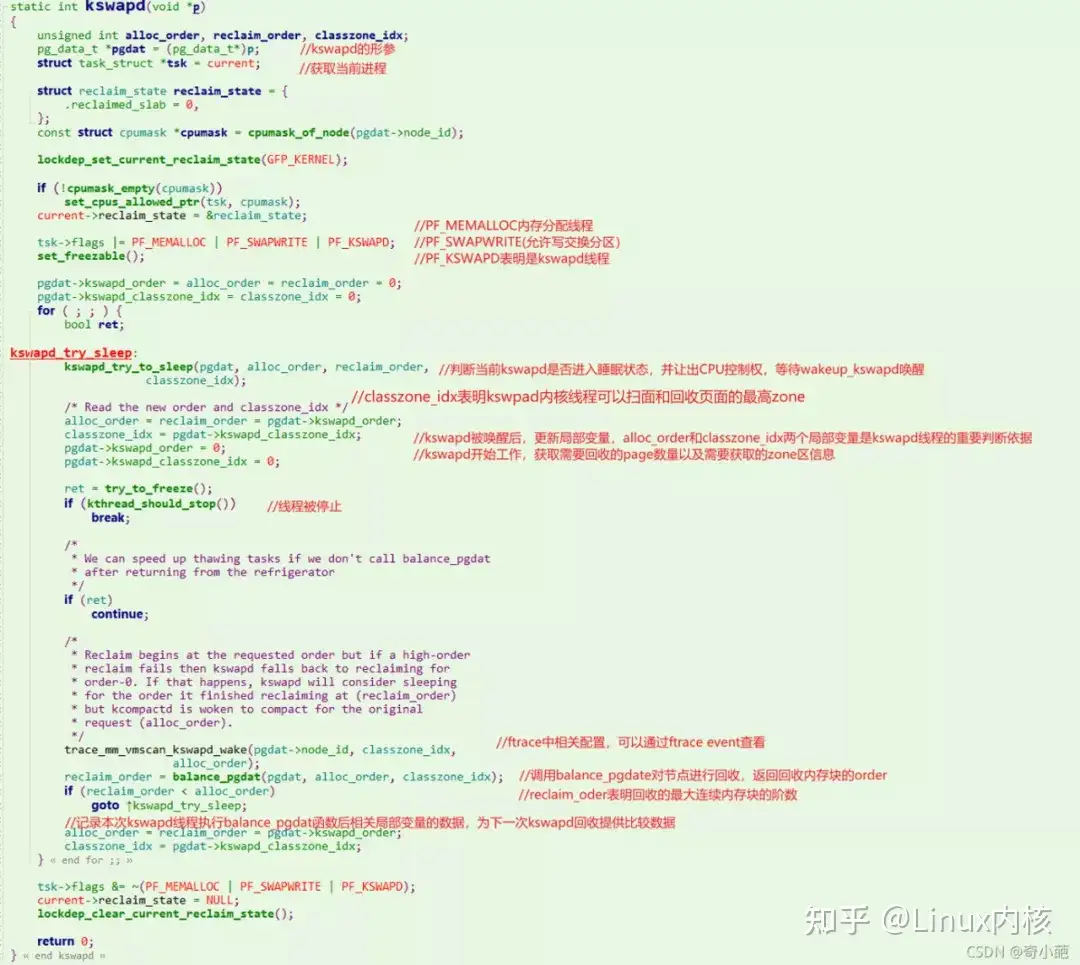 static int kswapd(void *p)
{
unsigned int alloc_order, reclaim_order, classzone_idx;
pg_data_t *pgdat = (pg_data_t*)p; //kswapd的形参
struct task_struct *tsk = current; //获取当前进程
struct reclaim_state reclaim_state = {
.reclaimed_slab = 0,
};
const struct cpumask *cpumask = cpumask_of_node(pgdat->node_id);
lockdep_set_current_reclaim_state(GFP_KERNEL);
if (!cpumask_empty(cpumask))
set_cpus_allowed_ptr(tsk, cpumask);
current->reclaim_state = &reclaim_state;
//PF_MEMALLOC内存分配线程
tsk->flags |= PF_MEMALLOC | PF_SWAPWRITE | PF_KSWAPD; //PF_SWAPWRITE(允许写交换分区)
set_freezable(); //PF_KSWAPD表明是kswapd线程
pgdat->kswapd_order = alloc_order = reclaim_order = 0;
pgdat->kswapd_classzone_idx = classzone_idx = 0;
for ( ; ; ) {
bool ret;
kswapd_try_sleep:
kswapd_try_to_sleep(pgdat, alloc_order, reclaim_order, //判断当前kswapd是否进入睡眠状态，并让出CPU控制权，等待wakeup_kswapd唤醒
classzone_idx);
//classzone_idx表明kswpad内核线程可以扫面和回收页面的最高zone
/* Read the new order and classzone_idx */
alloc_order = reclaim_order = pgdat->kswapd_order;
classzone_idx = pgdat->kswapd_classzone_idx; //kswapd被唤醒后，更新局部变量，alloc_order和classzone_idx两个局部变量是kswapd线程的重要判断依据
pgdat->kswapd_order = 0; //kswapd开始工作，获取需要回收的page数量以及需要获取的zone区信息
pgdat->kswapd_classzone_idx = 0;
ret = try_to_freeze();
if (kthread_should_stop()) //线程被停止
break;
/*
* We can speed up thawing tasks if we don't call balance_pgdat
* after returning from the refrigerator
*/
if (ret)
continue;
/*
* Reclaim begins at the requested order but if a high-order
* reclaim fails then kswapd falls back to reclaiming for
* order-0. If that happens, kswapd will consider sleeping
* for the order it finished reclaiming at (reclaim_order)
* but kcompactd is woken to compact for the original
* request (alloc_order).
*/
trace_mm_vmscan_kswapd_wake(pgdat->node_id, classzone_idx, //ftrace中相关配置，可以通过ftrace event查看
alloc_order);
reclaim_order = balance_pgdat(pgdat, alloc_order, classzone_idx); //调用balance_pgdate对节点进行回收，返回回收内存块的order
if (reclaim_order < alloc_order) //reclaim_oder表明回收的最大连续内存块的阶数
goto ↑kswapd_try_sleep;
//记录本次kswapd线程执行balance_pgdat函数后相关局部变量的数据，为下一次kswapd回收提供比较数据
alloc_order = reclaim_order = pgdat->kswapd_order;
classzone_idx = pgdat->kswapd_classzone_idx;
} « end for ;; »
tsk->flags &= ~(PF_MEMALLOC | PF_SWAPWRITE | PF_KSWAPD);
current->reclaim_state = NULL;
lockdep_clear_current_reclaim_state();
return 0;
} « end kswapd »
知乎 @Linux内核
CSDN @奇小葩